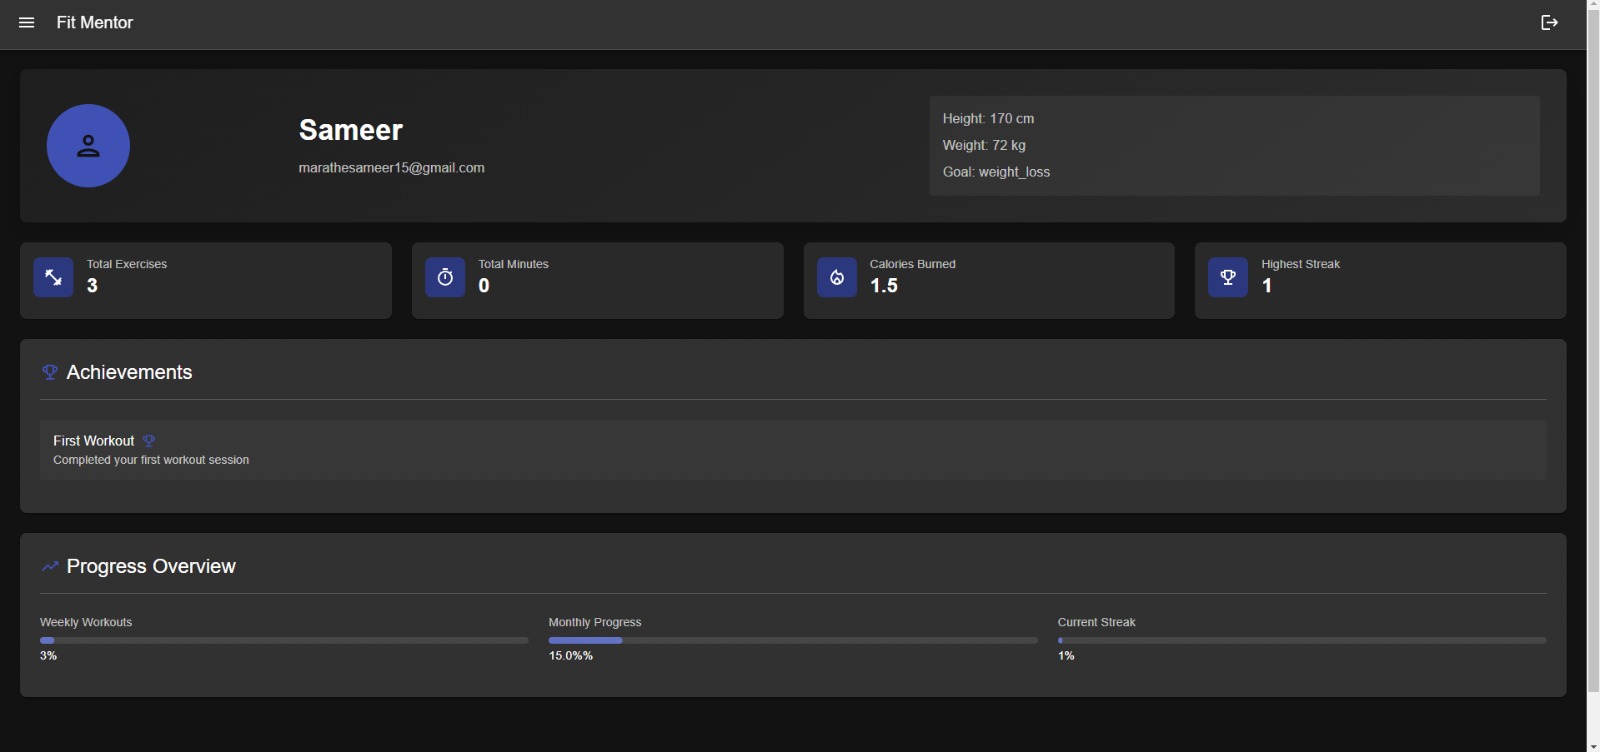 Fit Mentor
Sameer
marathesameer15@gmail.com
Height: 170 cm
Weight: 72 kg
Goal: weight_loss
Total Exercises
3
Total Minutes
0
Calories Burned
1.5
Highest Streak
1
Achievements
First Workout
Completed your first workout session
Progress Overview
Weekly Workouts
3%
Monthly Progress
15.0%%
Current Streak
1%